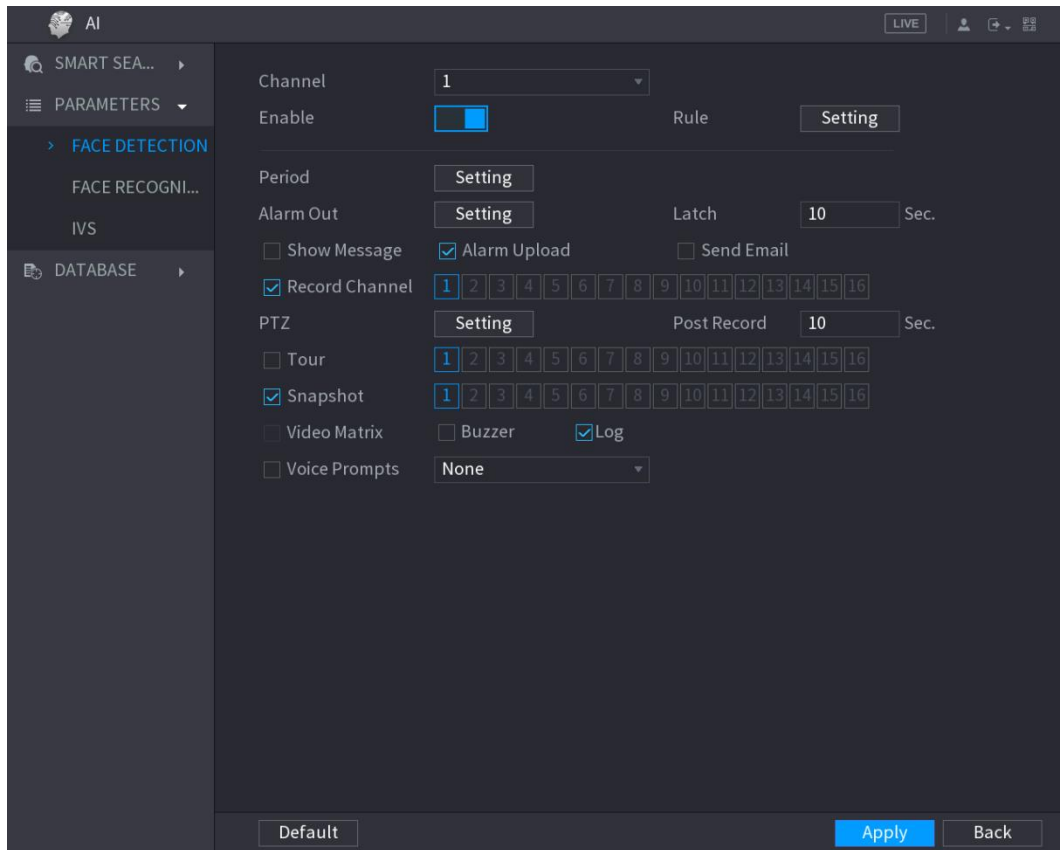 AI LIVE
SMART SEA...
PARAMETERS
FACE DETECTION
FACE RECOGNI...
IVS
DATABASE
Channel 1
Enable Rule Setting
Period Setting
Alarm Out Setting Latch 10 Sec.
Show Message Alarm Upload Send Email
Record Channel 1 2 3 4 5 6 7 8 9 10 11 12 13 14 15 16
PTZ Setting Post Record 10 Sec.
Tour 1 2 3 4 5 6 7 8 9 10 11 12 13 14 15 16
Snapshot 1 2 3 4 5 6 7 8 9 10 11 12 13 14 15 16
Video Matrix Buzzer Log
Voice Prompts None
Default Apply Back